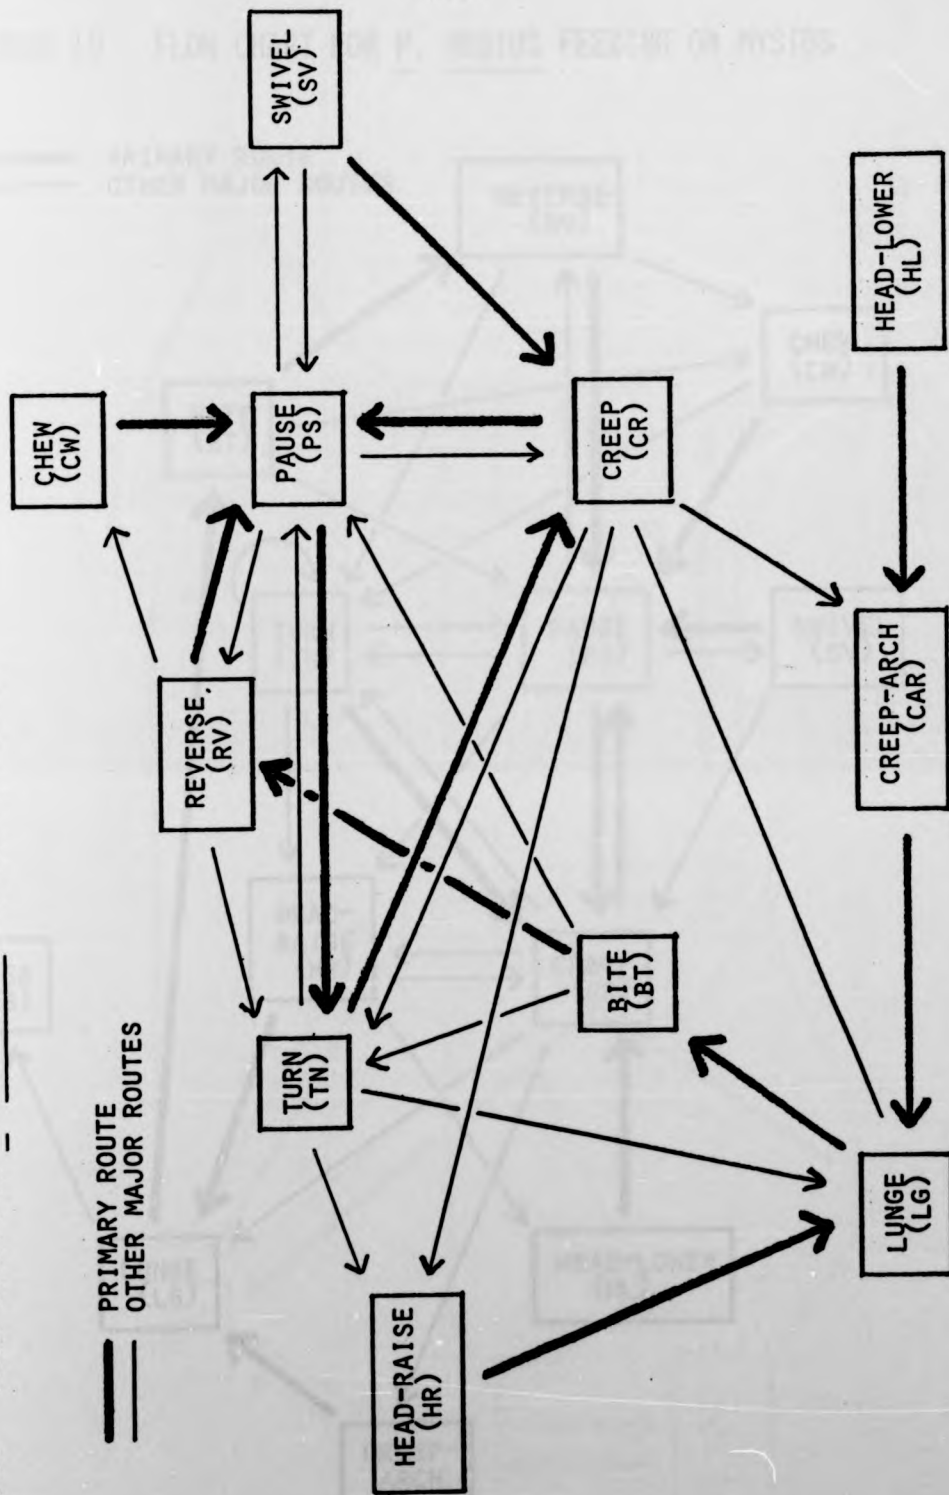 PRIMARY ROUTE
OTHER MAJOR ROUTES
CHEW
(CW)
REVERSE
(RV)
TURN
(TN)
PAUSE
(PS)
SWIVEL
(SV)
HEAD-RAISE
(HR)
BITE
(BT)
CREEP
(CR)
LUNGE
(LG)
CREEP-ARCH
(CAR)
HEAD-LOWER
(HL)